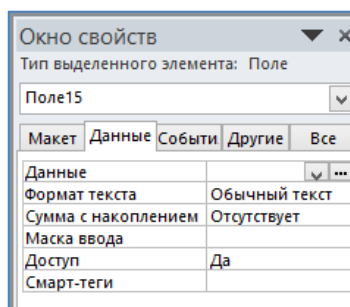 Окно свойств
Тип выделенного элемента: Поле
Поле15
Макет Данные Событи Другие Все
Данные
Формат текста Обычный текст
Сумма с накоплением Отсутствует
Маска ввода
Доступ Да
Смарт-теги